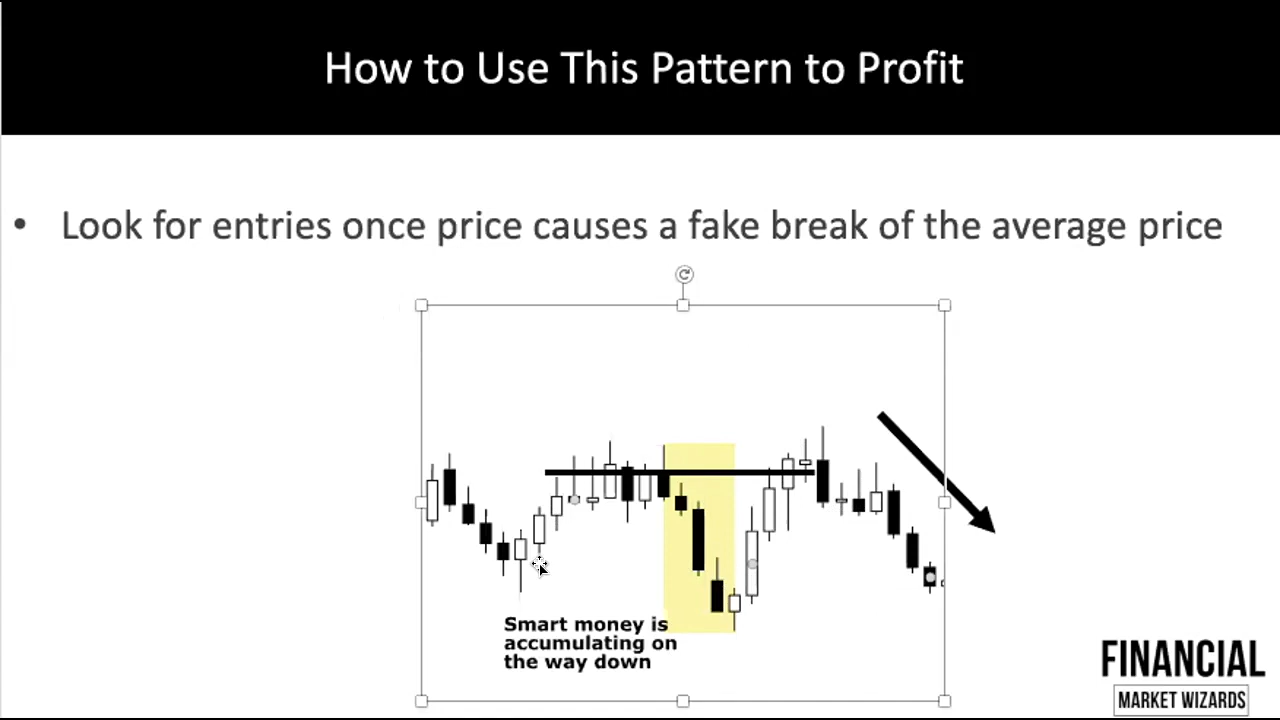 How to Use This Pattern to Profit
• Look for entries once price causes a fake break of the average price
Smart money is
accumulating on
the way down
FINANCIAL
MARKET WIZARDS